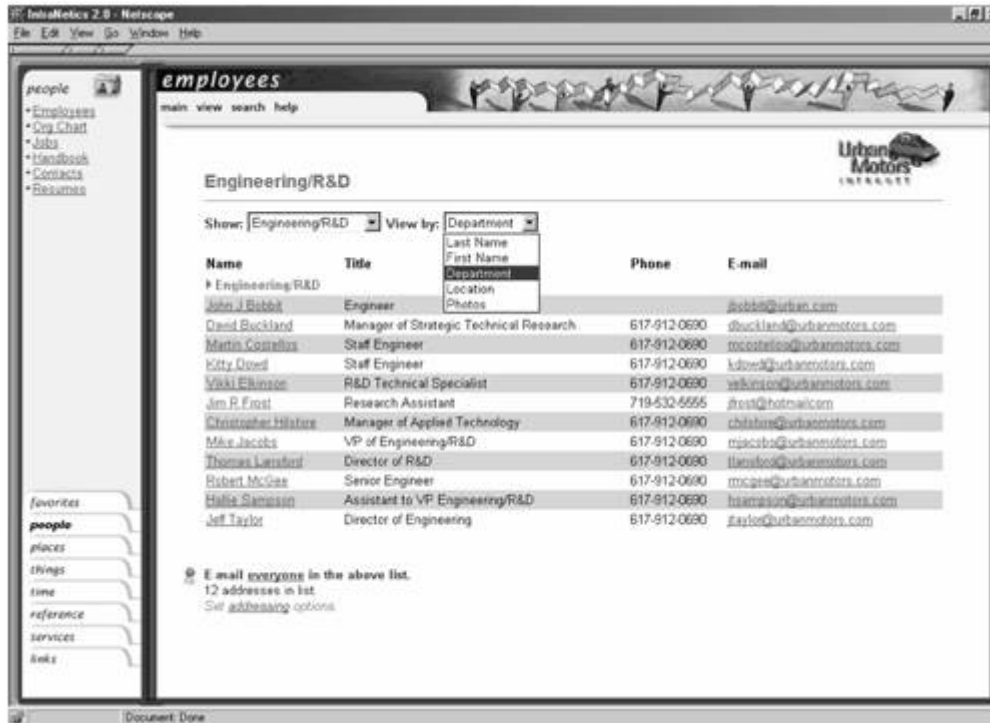 IntraNetics 2.0 - Netscape
File Edit View Go Window Help
people
Employees
Org Chart
Jobs
Handbook
Contacts
Resumes
employees
main view search help
Urban
Motors
INTRANET
Engineering/R&D
Show: Engineering/R&D View by: Department
Last Name
First Name
Department
Location
Photos
Name Title Phone E-mail
Engineering/R&D
John J Bobbit Engineer jbobbit@urban.com
David Buckland Manager of Strategic Technical Research 617-912-0690 dbuckland@urbanmotors.com
Martin Costellos Staff Engineer 617-912-0690 mcostellos@urbanmotors.com
Kitty Dowd Staff Engineer 617-912-0690 kdowd@urbanmotors.com
Vikki Elkinson R&D Technical Specialist 617-912-0690 velkinson@urbanmotors.com
Jim R Frost Research Assistant 719-532-5555 jfrost@hotmailcom
Christopher Hilstire Manager of Applied Technology 617-912-0690 chilstire@urbanmotors.com
Mike Jacobs VP of Engineering/R&D 617-912-0690 mjacobs@urbanmotors.com
Thomas Lansford Director of R&D 617-912-0690 tlansford@urbanmotors.com
Robert McGee Senior Engineer 617-912-0690 rmcgee@urbanmotors.com
Hallie Sampson Assistant to VP Engineering/R&D 617-912-0690 hsampson@urbanmotors.com
Jeff Taylor Director of Engineering 617-912-0690 jtaylor@urbanmotors.com
E-mail everyone in the above list.
12 addresses in list
Set addressing options
favorites
people
places
things
time
reference
services
links
Document: Done